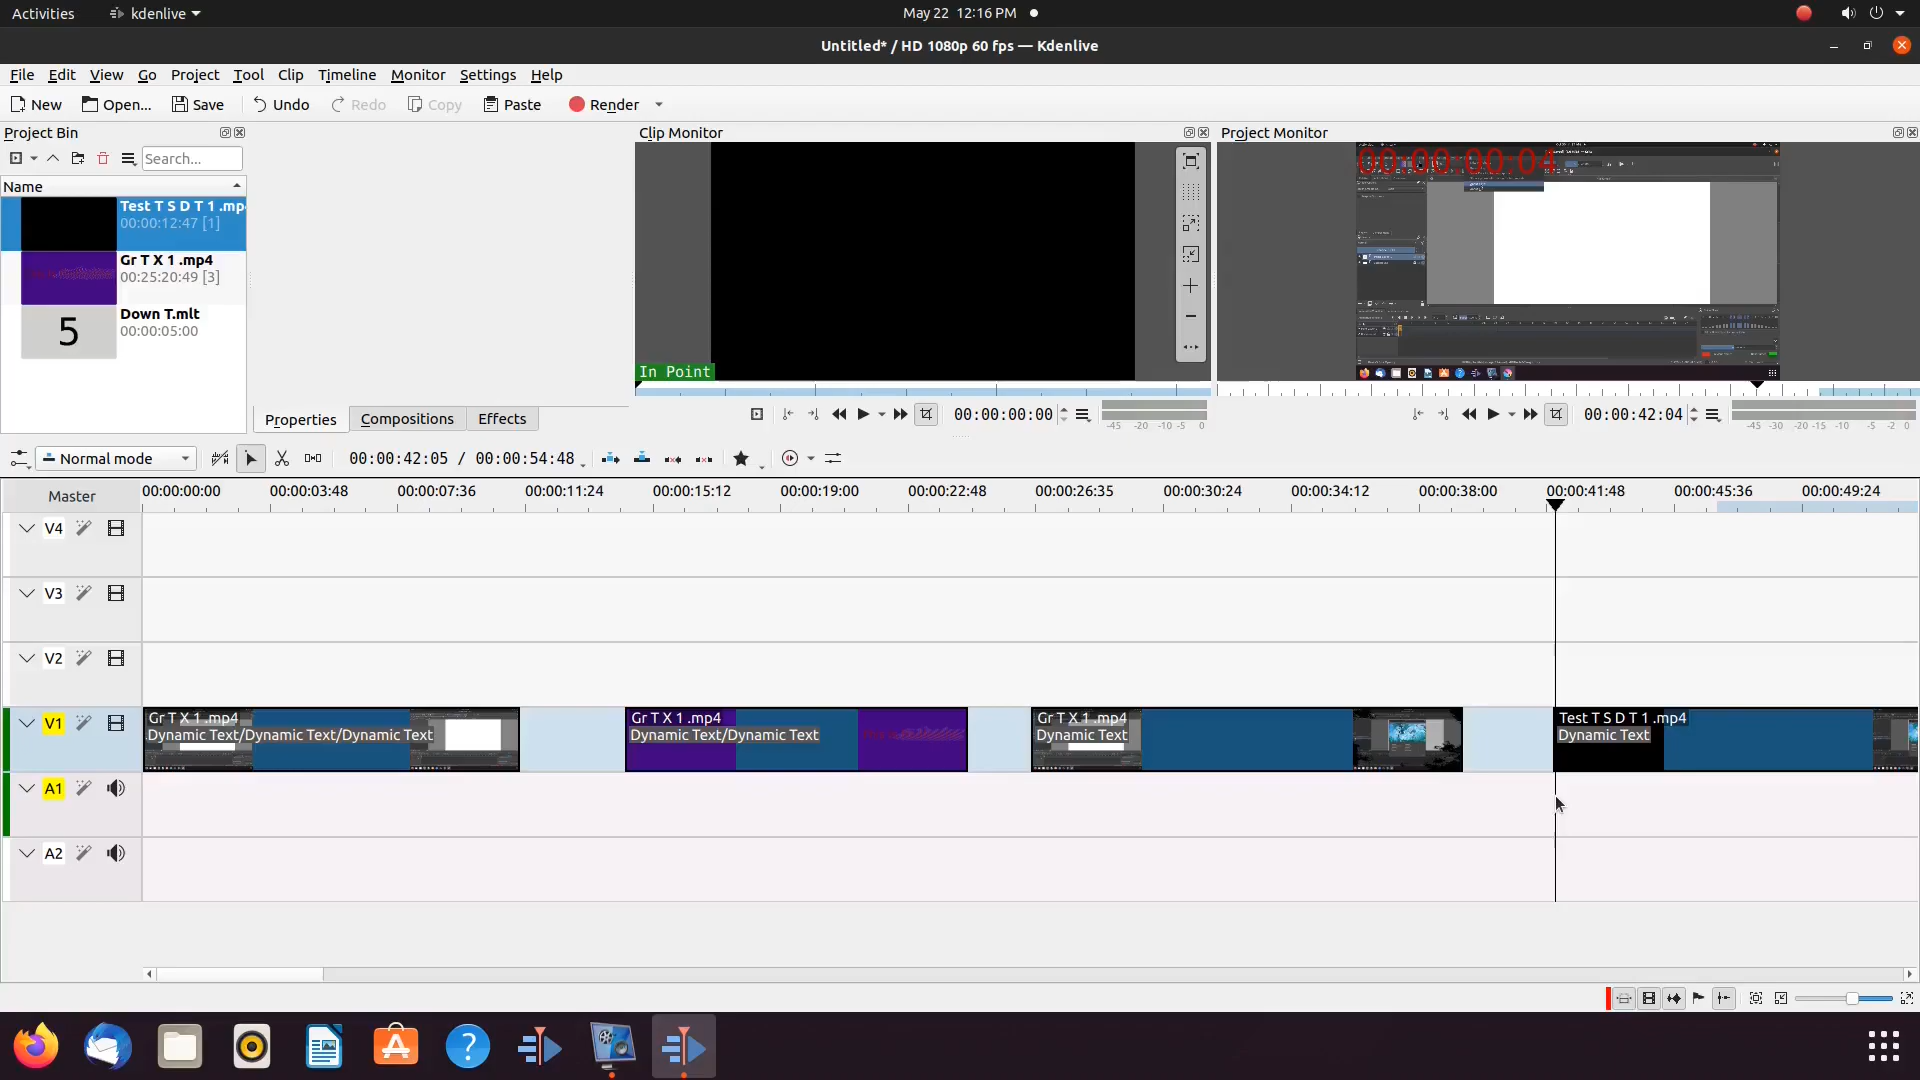 Activities kdenlive May 22 12:16 PM
Untitled* / HD 1080p 60 fps — Kdenlive
File Edit View Go Project Tool Clip Timeline Monitor Settings Help
New Open... Save Undo Redo Copy Paste Render
Project Bin Clip Monitor Project Monitor
Search...
Name
Test T S D T 1 .mp
00:00:12:47 [1]
Gr T X 1 .mp4
00:25:20:49 [3]
Down T.mlt
00:00:05:00
5
00:00:00:04
In Point
Properties Compositions Effects
00:00:00:00 -45 -20 -10 -5 0
00:00:42:04 -45 -30 -20 -15 -10 -5 -2 0
Normal mode 00:00:42:05 / 00:00:54:48
Master 00:00:00:00 00:00:03:48 00:00:07:36 00:00:11:24 00:00:15:12 00:00:19:00 00:00:22:48 00:00:26:35 00:00:30:24 00:00:34:12 00:00:38:00 00:00:41:48 00:00:45:36 00:00:49:24
V4
V3
V2
V1
Gr T X 1 .mp4 Gr T X 1 .mp4 Gr T X 1 .mp4 Test T S D T 1 .mp4
Dynamic Text/Dynamic Text/Dynamic Text Dynamic Text/Dynamic Text Dynamic Text Dynamic Text
A1
A2